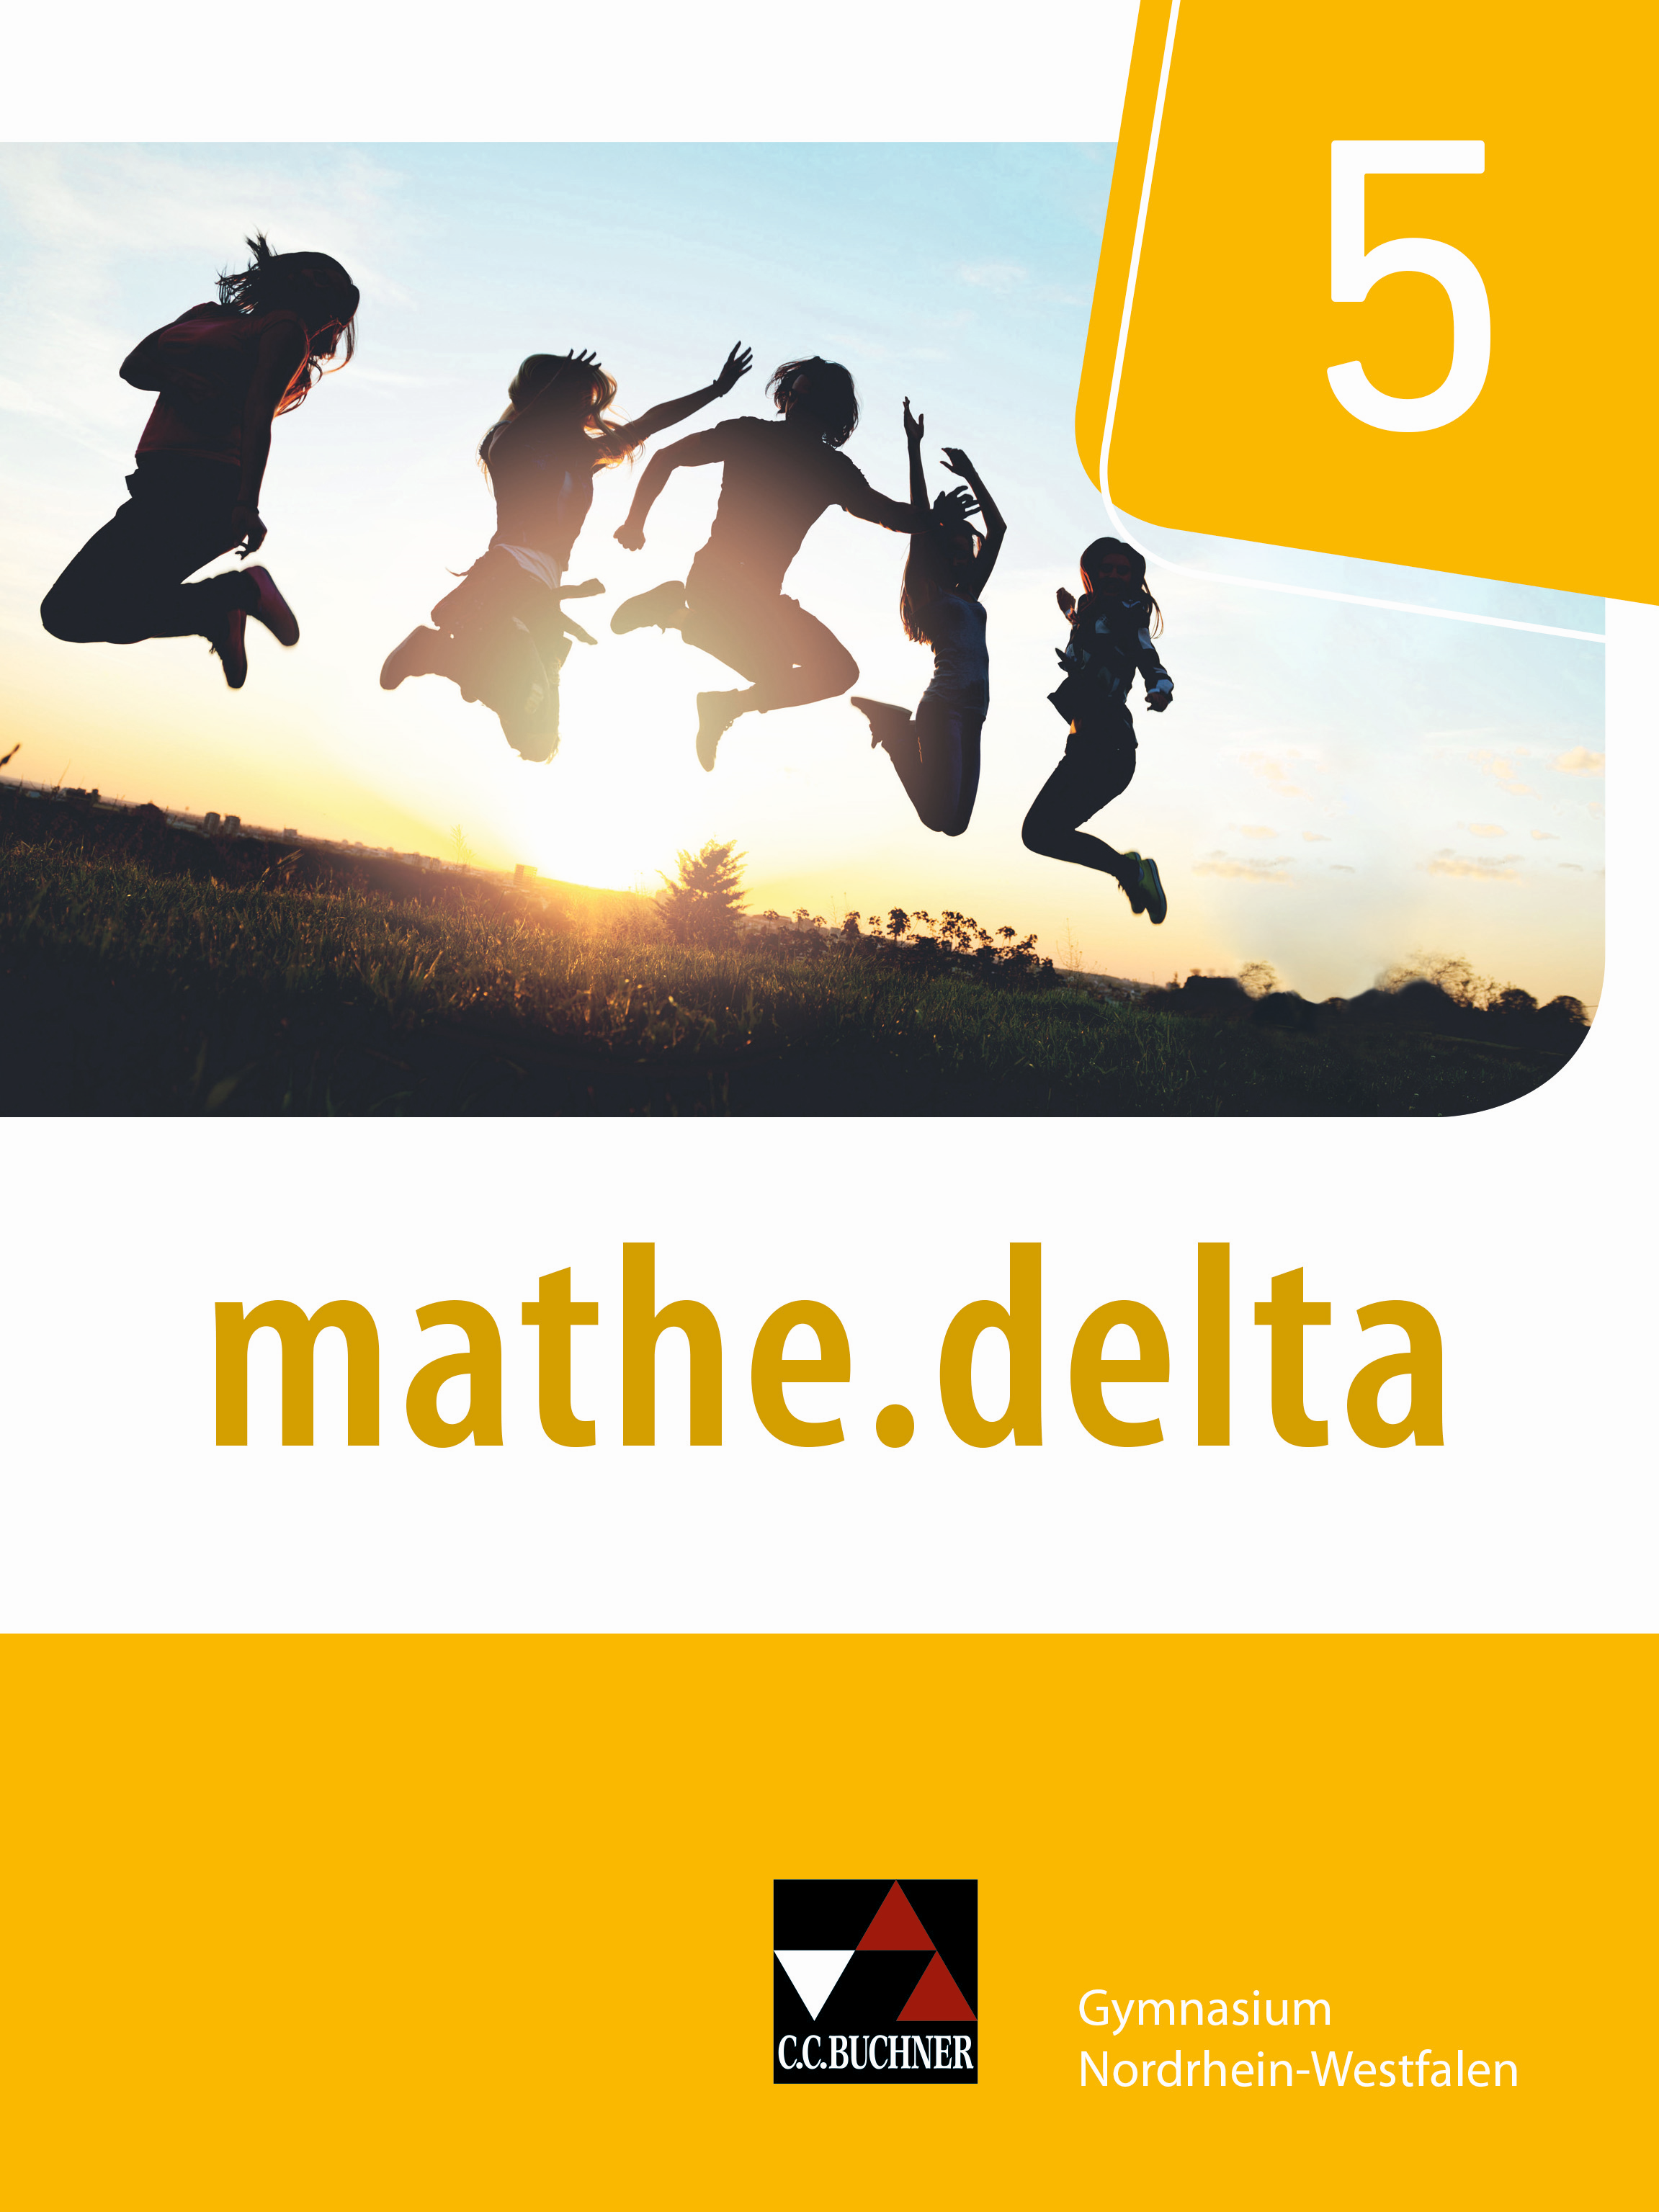 5
mathe.delta
C.C.BUCHNER
Gymnasium
Nordrhein-Westfalen